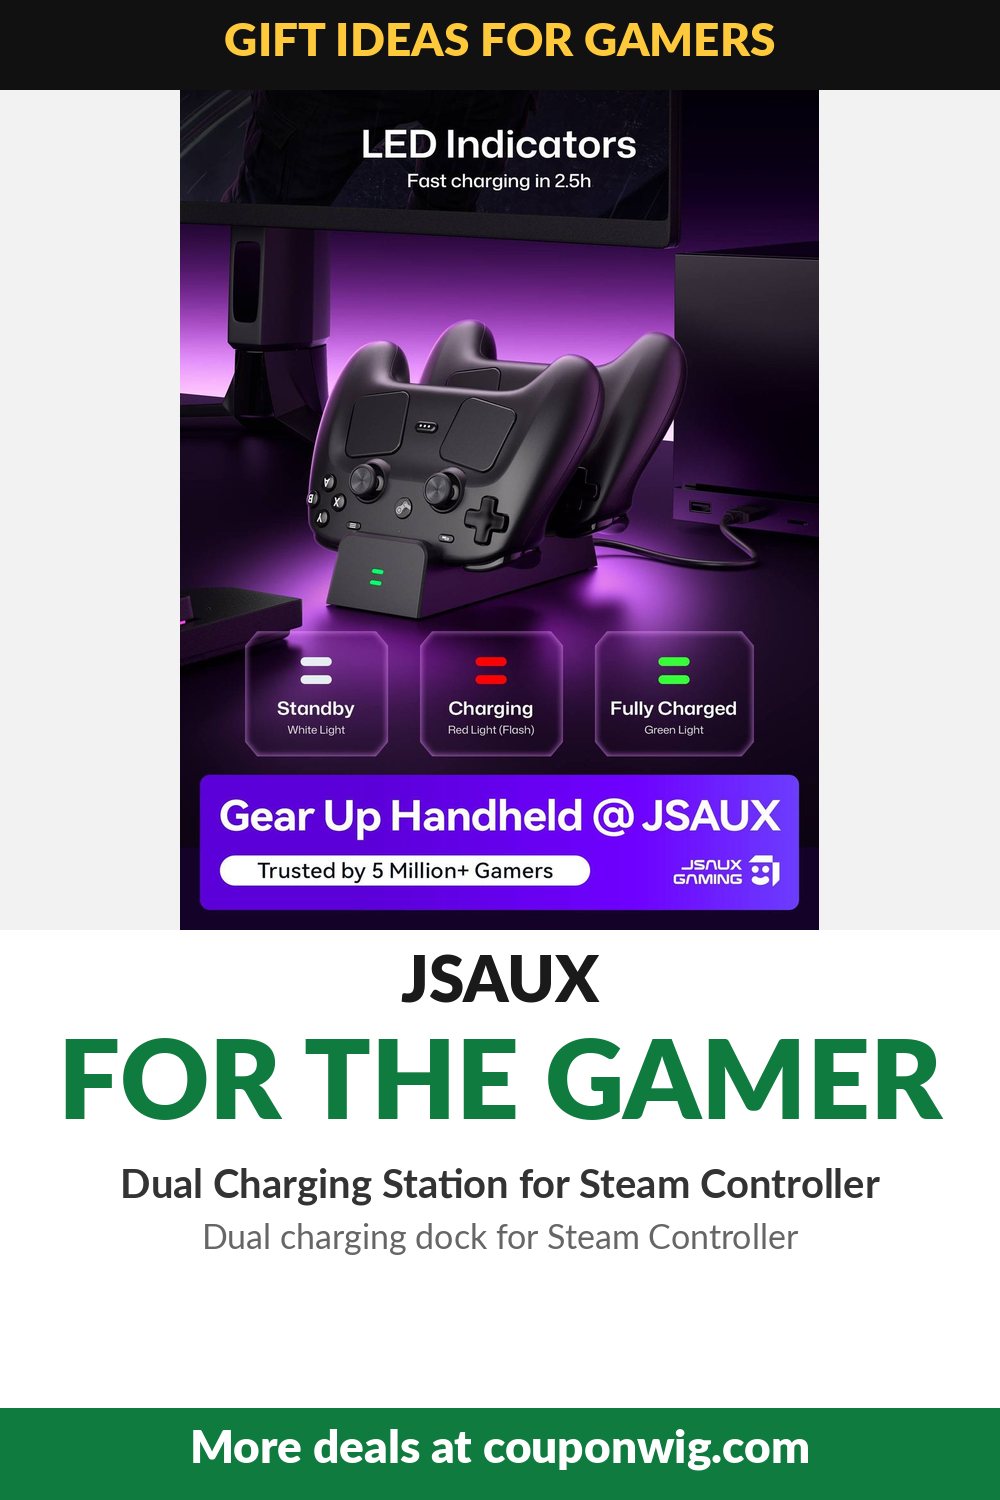 GIFT IDEAS FOR GAMERS
LED Indicators
Fast charging in 2.5h
A
B
X
Y
Standby
White Light
Charging
Red Light (Flash)
Fully Charged
Green Light
Gear Up Handheld @ JSAUX
Trusted by 5 Million+ Gamers
JSAUX
GAMING
JSAUX
FOR THE GAMER
Dual Charging Station for Steam Controller
Dual charging dock for Steam Controller
More deals at couponwig.com